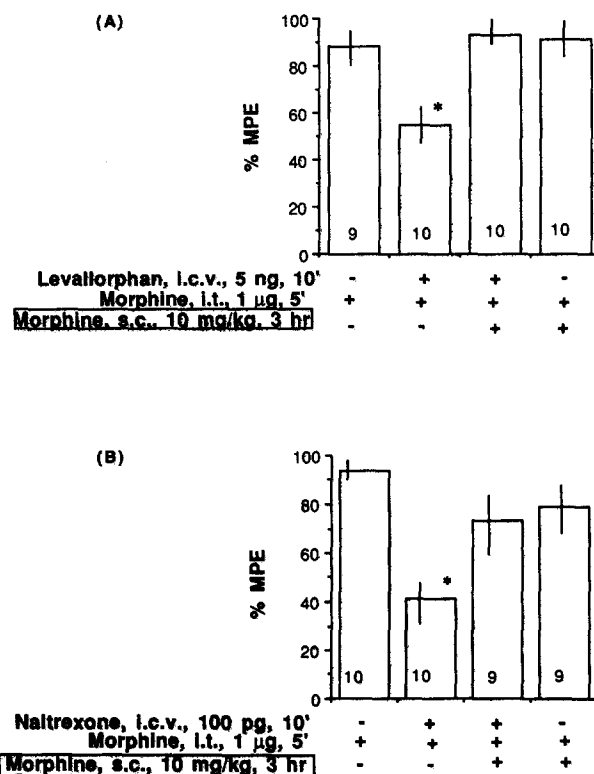 (A)
100
80
60
40
20
0
% MPE
*
9 10 10 10
Levallorphan, i.c.v., 5 ng, 10' - + + -
Morphine, i.t., 1 µg, 5' + + + +
Morphine, s.c., 10 mg/kg, 3 hr - - + +
(B)
100
80
60
40
20
0
% MPE
*
10 10 9 9
Naltrexone, i.c.v., 100 pg, 10' - + + -
Morphine, i.t., 1 µg, 5' + + + +
Morphine, s.c., 10 mg/kg, 3 hr - - + +